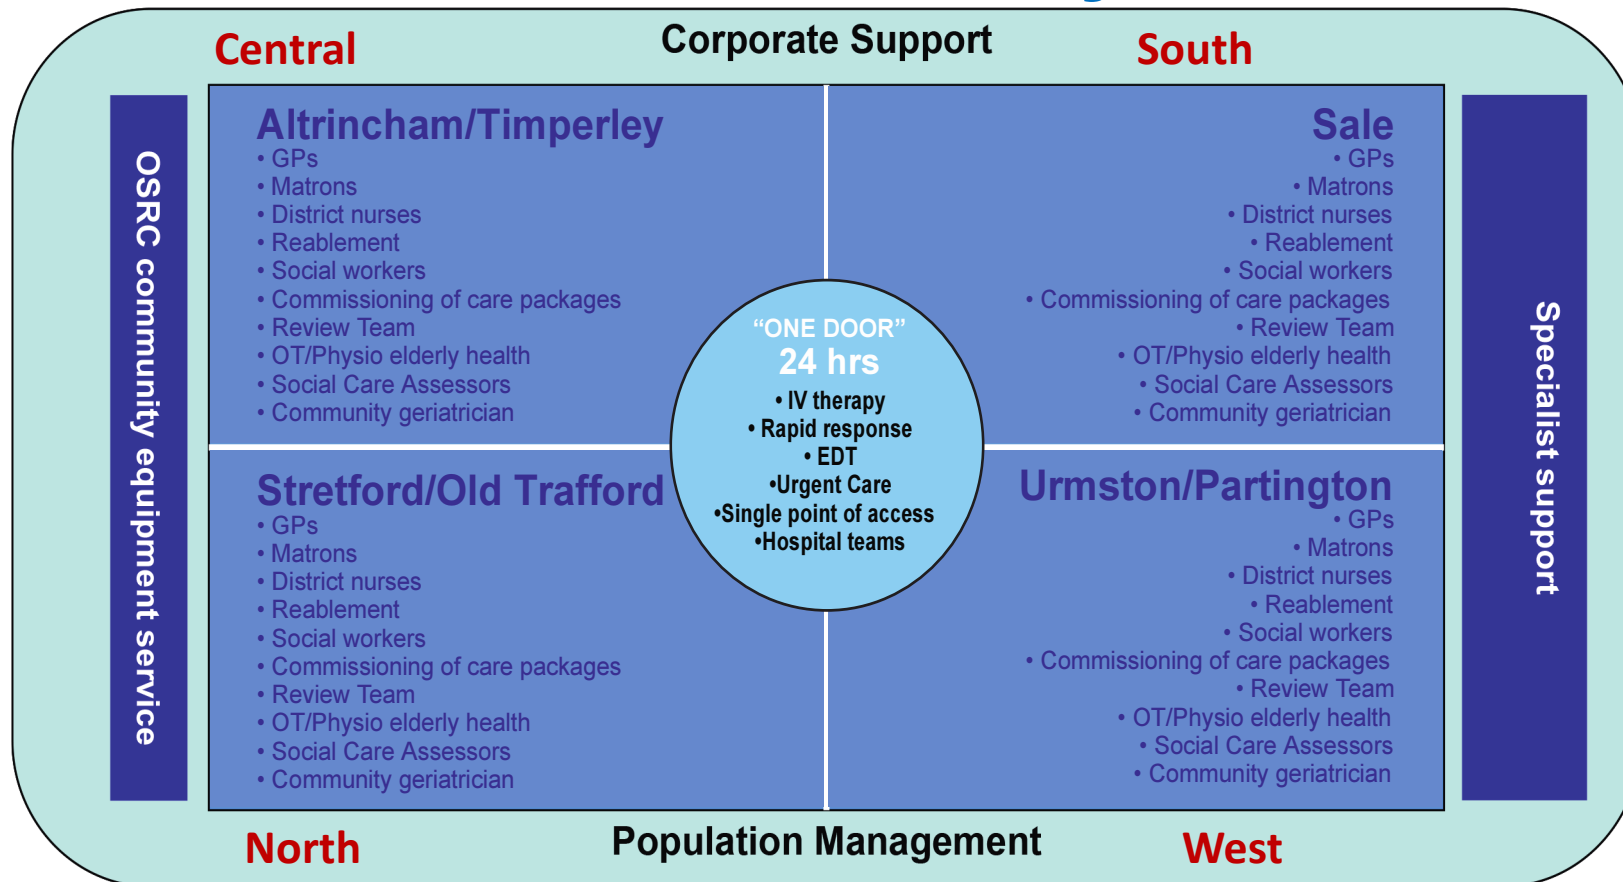 Central
Corporate Support
South
OSRC community equipment service
Altrincham/Timperley
• GPs
• Matrons
• District nurses
• Reablement
• Social workers
• Commissioning of care packages
• Review Team
• OT/Physio elderly health
• Social Care Assessors
• Community geriatrician
Sale
• GPs
• Matrons
• District nurses
• Reablement
• Social workers
• Commissioning of care packages
• Review Team
• OT/Physio elderly health
• Social Care Assessors
• Community geriatrician
“ONE DOOR”
24 hrs
• IV therapy
• Rapid response
• EDT
•Urgent Care
•Single point of access
•Hospital teams
Stretford/Old Trafford
• GPs
• Matrons
• District nurses
• Reablement
• Social workers
• Commissioning of care packages
• Review Team
• OT/Physio elderly health
• Social Care Assessors
• Community geriatrician
Urmston/Partington
• GPs
• Matrons
• District nurses
• Reablement
• Social workers
• Commissioning of care packages
• Review Team
• OT/Physio elderly health
• Social Care Assessors
• Community geriatrician
Specialist support
North
Population Management
West